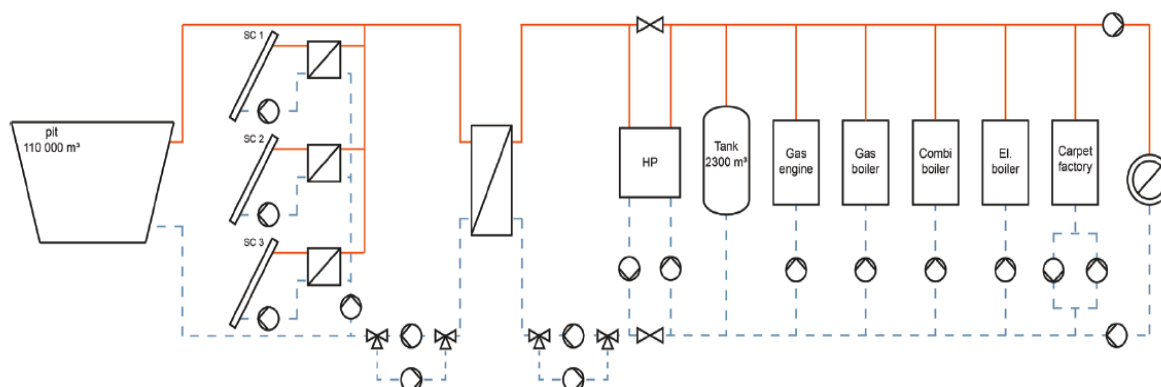 SC 1
pit
110 000 m³
SC 2
SC 3
HP
Tank
2300 m³
Gas
engine
Gas
boiler
Combi
boiler
El.
boiler
Carpet
factory